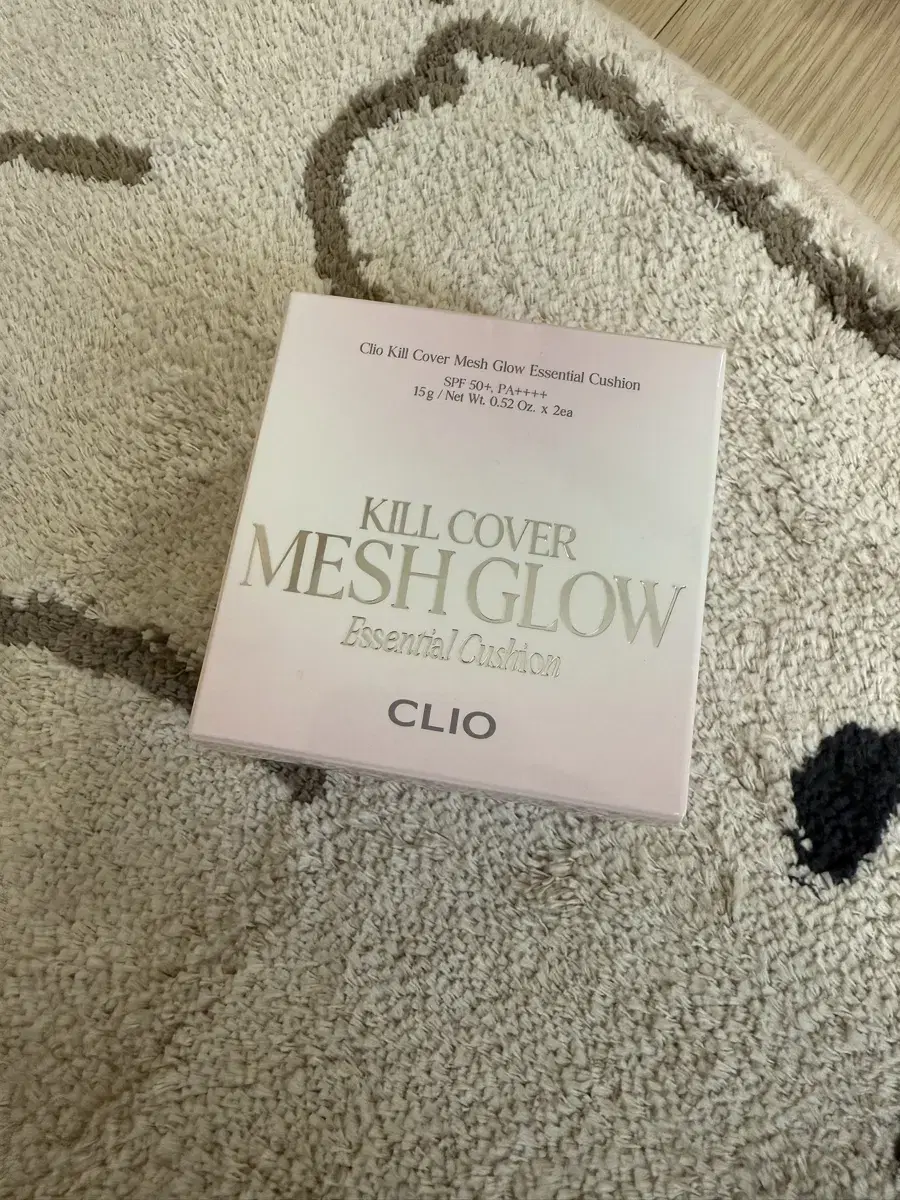 Clio Kill Cover Mesh Glow Essential Cushion
SPF 50+, PA++++
15g / Net Wt. 0.52 Oz. x 2ea
KILL COVER
MESH GLOW
Essential Cushion
CLIO